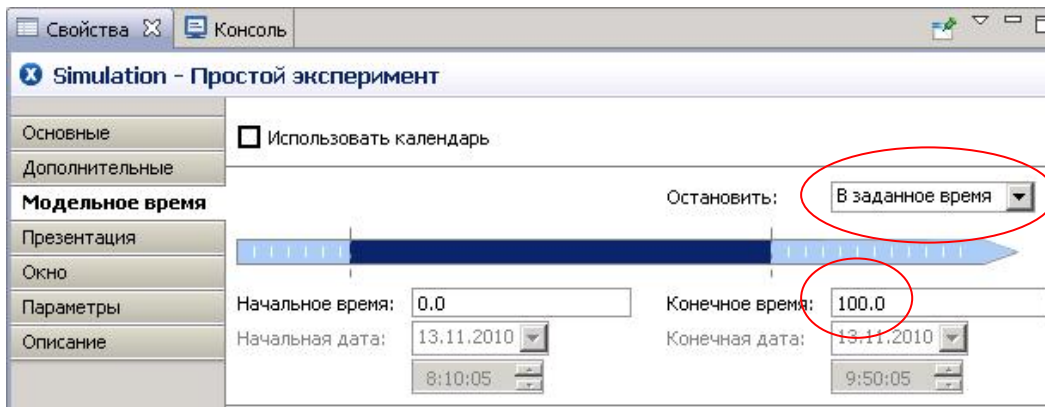 Свойства Консоль
Simulation - Простой эксперимент
Основные
Дополнительные
Модельное время
Презентация
Окно
Параметры
Описание
Использовать календарь
Остановить: В заданное время
Начальное время: 0.0 Конечное время: 100.0
Начальная дата: 13.11.2010 Конечная дата: 13.11.2010
8:10:05 9:50:05